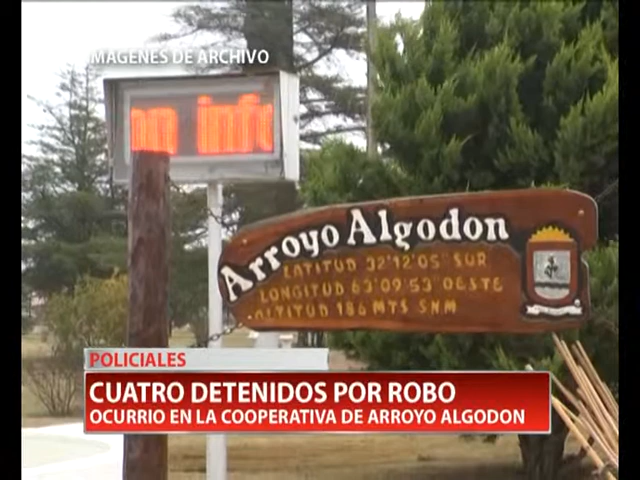 IMAGENES DE ARCHIVO
info
Arroyo Algodon
LATITUD 32°12'05" SUR
LONGITUD 63°09'53" OESTE
ALTITUD 186 MTS SNM
POLICIALES
CUATRO DETENIDOS POR ROBO
OCURRIO EN LA COOPERATIVA DE ARROYO ALGODON